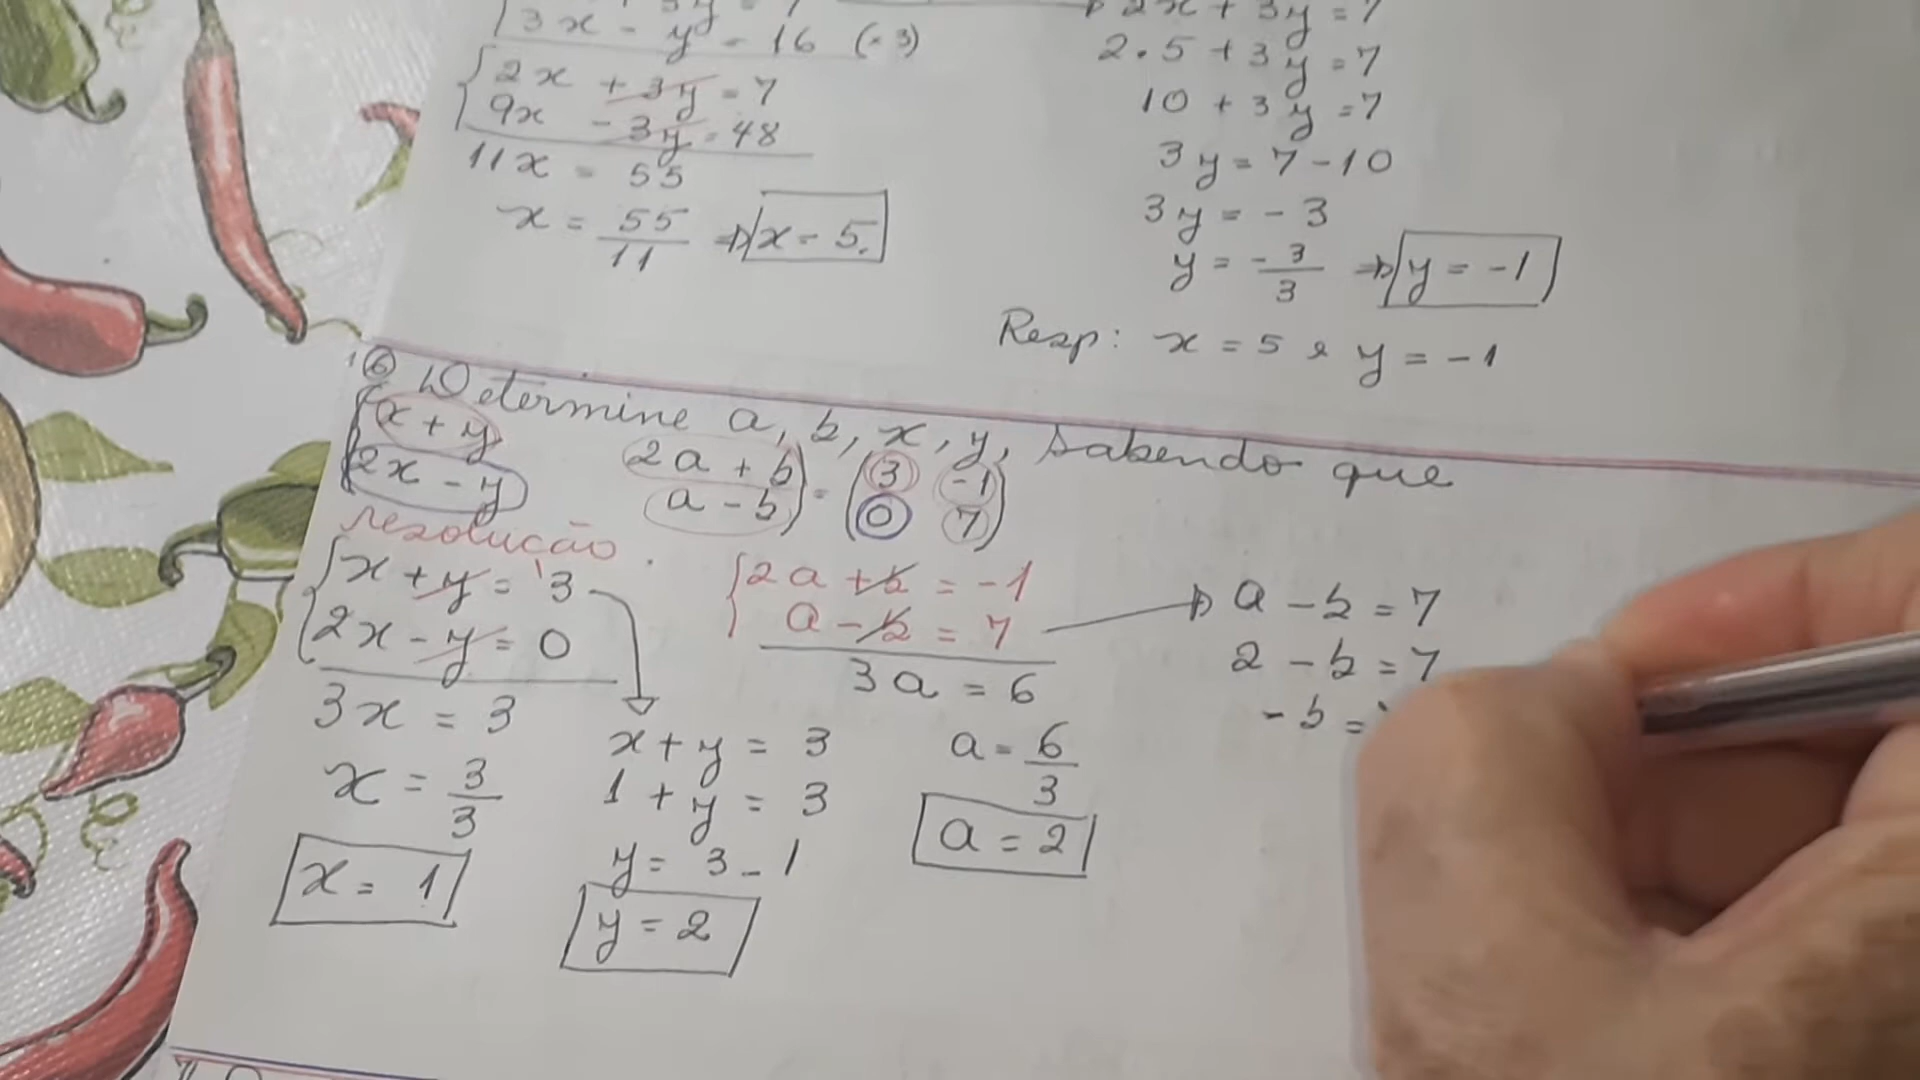 3x - y = 16 (× 3)
2x + 3y = 7
9x - 3y = 48
11x = 55
x = 55/11 ⇒ x = 5.
2x + 3y = 7
2 . 5 + 3y = 7
10 + 3y = 7
3y = 7 - 10
3y = - 3
y = - 3/3 ⇒ y = -1
Resp: x = 5 e y = -1
6 Determine a, b, x, y, sabendo que
x + y 2a + b = 3 -1
2x - y a - b 0 7
resolução.
x + y = 3
2x - y = 0
3x = 3
x = 3/3
x = 1
x + y = 3
1 + y = 3
y = 3 - 1
y = 2
2a + b = -1
a - b = 7
3a = 6
a = 6/3
a = 2
a - b = 7
2 - b = 7
- b =